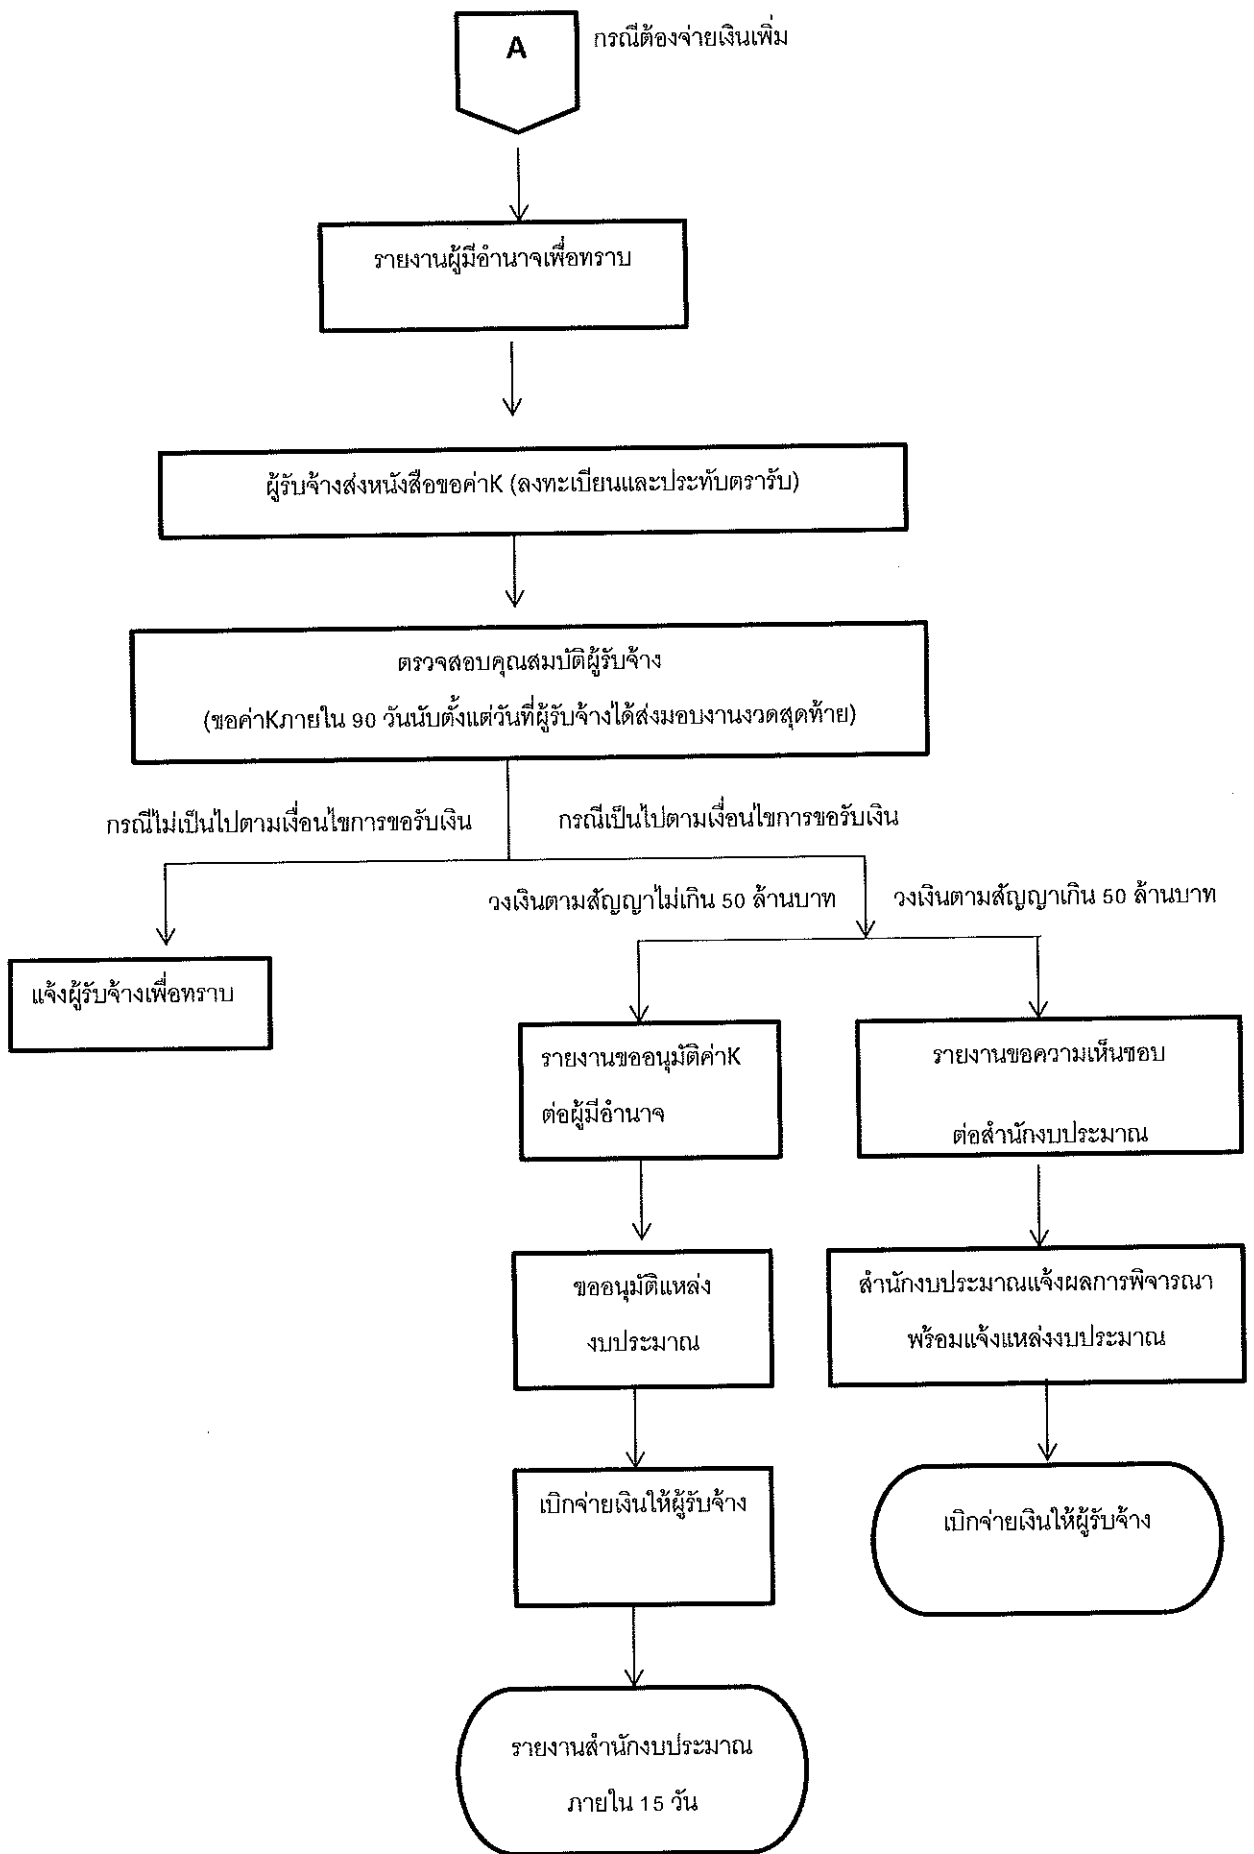 A
กรณีต้องจ่ายเงินเพิ่ม
รายงานผู้มีอำนาจเพื่อทราบ
ผู้รับจ้างส่งหนังสือขอค่าK (ลงทะเบียนและประทับตรารับ)
ตรวจสอบคุณสมบัติผู้รับจ้าง
(ขอค่าKภายใน 90 วันนับตั้งแต่วันที่ผู้รับจ้างได้ส่งมอบงานงวดสุดท้าย)
กรณีไม่เป็นไปตามเงื่อนไขการขอรับเงิน
กรณีเป็นไปตามเงื่อนไขการขอรับเงิน
วงเงินตามสัญญาไม่เกิน 50 ล้านบาท
วงเงินตามสัญญาเกิน 50 ล้านบาท
แจ้งผู้รับจ้างเพื่อทราบ
รายงานขออนุมัติค่าK
ต่อผู้มีอำนาจ
รายงานขอความเห็นชอบ
ต่อสำนักงบประมาณ
ขออนุมัติแหล่ง
งบประมาณ
สำนักงบประมาณแจ้งผลการพิจารณา
พร้อมแจ้งแหล่งงบประมาณ
เบิกจ่ายเงินให้ผู้รับจ้าง
เบิกจ่ายเงินให้ผู้รับจ้าง
รายงานสำนักงบประมาณ
ภายใน 15 วัน